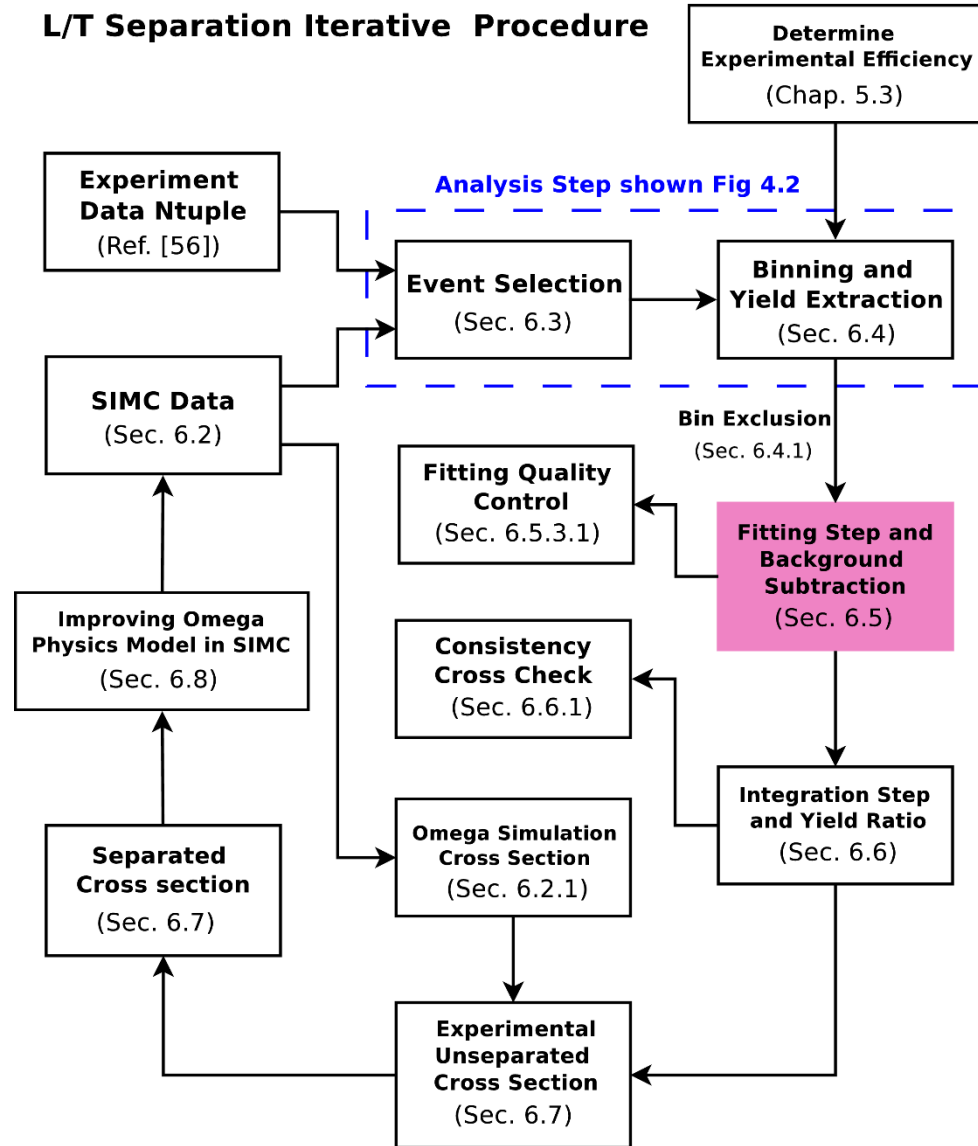 L/T Separation Iterative Procedure
Determine
Experimental Efficiency
(Chap. 5.3)
Experiment
Data Ntuple
(Ref. [56])
Analysis Step shown Fig 4.2
Event Selection
(Sec. 6.3)
Binning and
Yield Extraction
(Sec. 6.4)
SIMC Data
(Sec. 6.2)
Bin Exclusion
(Sec. 6.4.1)
Fitting Quality
Control
(Sec. 6.5.3.1)
Fitting Step and
Background
Subtraction
(Sec. 6.5)
Improving Omega
Physics Model in SIMC
(Sec. 6.8)
Consistency
Cross Check
(Sec. 6.6.1)
Integration Step
and Yield Ratio
(Sec. 6.6)
Separated
Cross section
(Sec. 6.7)
Omega Simulation
Cross Section
(Sec. 6.2.1)
Experimental
Unseparated
Cross Section
(Sec. 6.7)